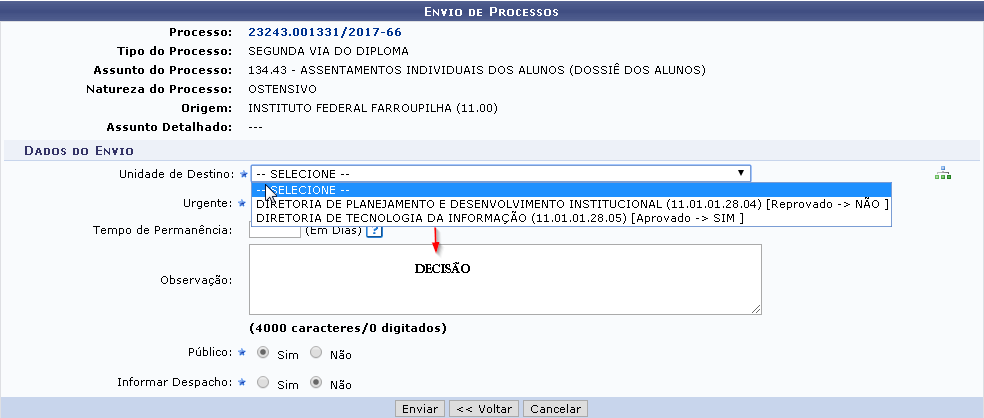 ENVIO DE PROCESSOS
Processo: 23243.001331/2017-66
Tipo do Processo: SEGUNDA VIA DO DIPLOMA
Assunto do Processo: 134.43 - ASSENTAMENTOS INDIVIDUAIS DOS ALUNOS (DOSSIÊ DOS ALUNOS)
Natureza do Processo: OSTENSIVO
Origem: INSTITUTO FEDERAL FARROUPILHA (11.00)
Assunto Detalhado: ---
DADOS DO ENVIO
Unidade de Destino: -- SELECIONE --
-- SELECIONE --
Urgente: DIRETORIA DE PLANEJAMENTO E DESENVOLVIMENTO INSTITUCIONAL (11.01.01.28.04) [Reprovado -> NÃO ]
DIRETORIA DE TECNOLOGIA DA INFORMAÇÃO (11.01.01.28.05) [Aprovado -> SIM ]
Tempo de Permanência: (Em Dias) ?
DECISÃO
Observação:
(4000 caracteres/0 digitados)
Público: Sim Não
Informar Despacho: Sim Não
Enviar << Voltar Cancelar